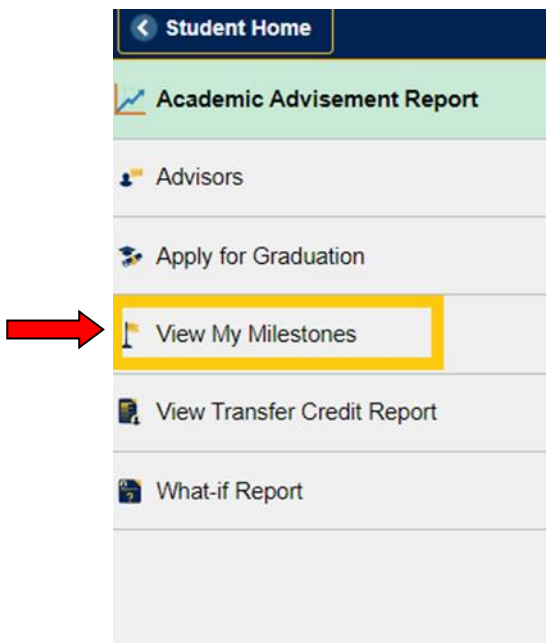 Student Home
Academic Advisement Report
Advisors
Apply for Graduation
View My Milestones
View Transfer Credit Report
What-if Report